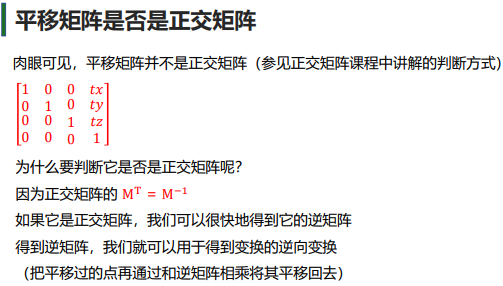 平移矩阵是否是正交矩阵
肉眼可见，平移矩阵并不是正交矩阵（参见正交矩阵课程中讲解的判断方式）
1 0 0 tx
0 1 0 ty
0 0 1 tz
0 0 0 1
为什么要判断它是否是正交矩阵呢？
因为正交矩阵的 Mᵀ = M⁻¹
如果它是正交矩阵，我们可以很快地得到它的逆矩阵
得到逆矩阵，我们就可以用于得到变换的逆向变换
（把平移过的点再通过和逆矩阵相乘将其平移回去）